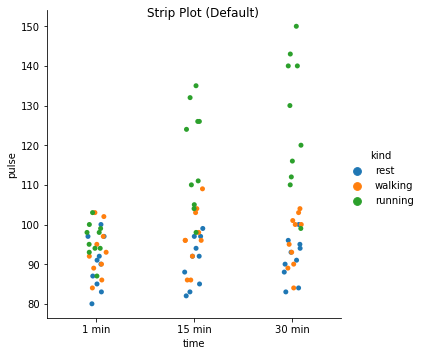 Strip Plot (Default)
150
140
130
120
110
100
90
80
pulse
1 min
15 min
30 min
time
kind
rest
walking
running